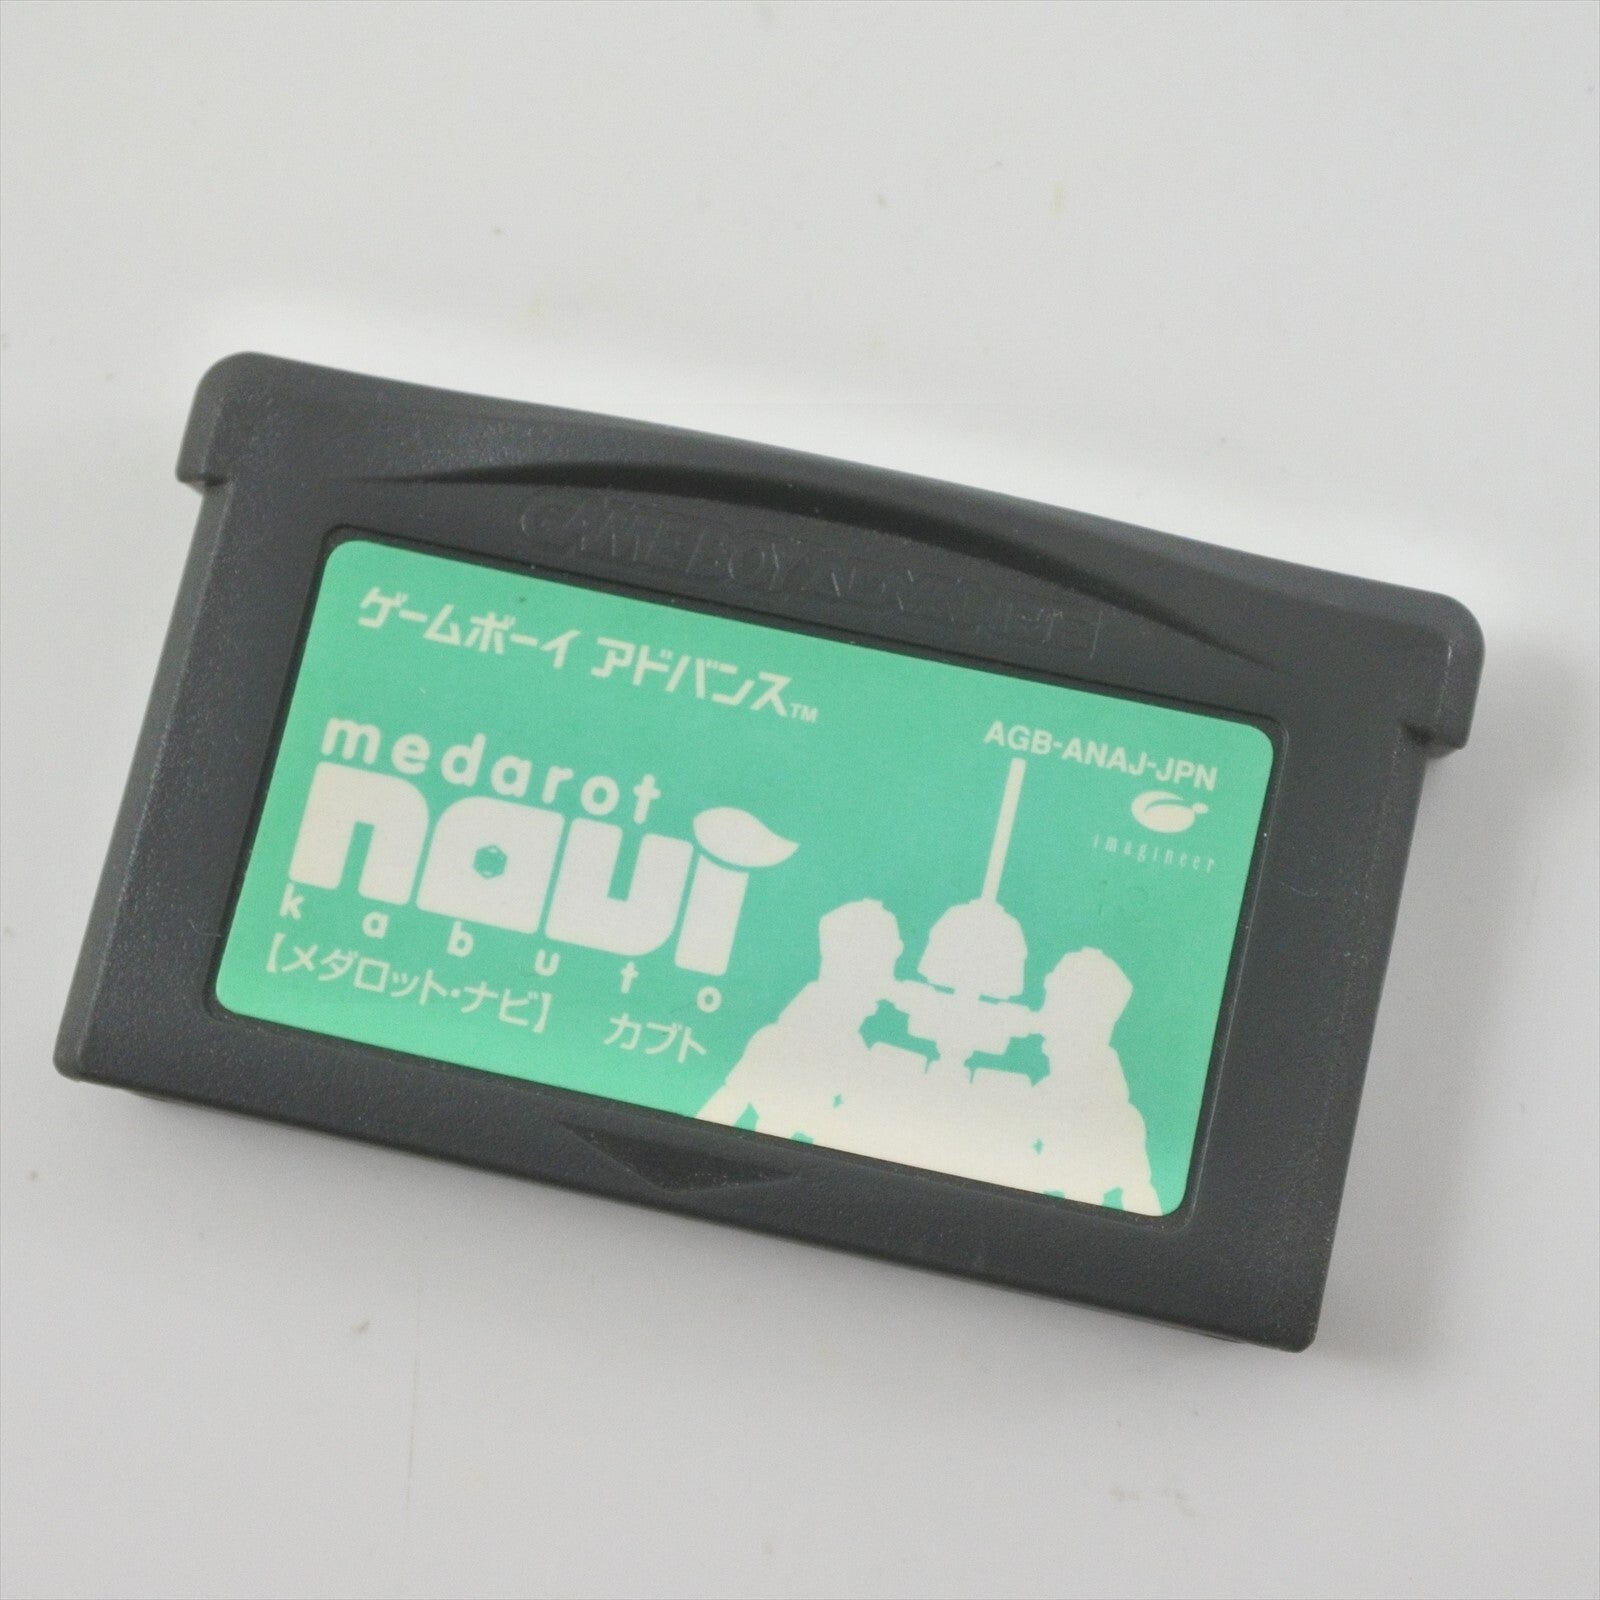 GAME BOY ADVANCE
ゲームボーイ アドバンス™
AGB-ANAJ-JPN
imagineer
medarot
navi
kabuto
【メダロット・ナビ】 カブト